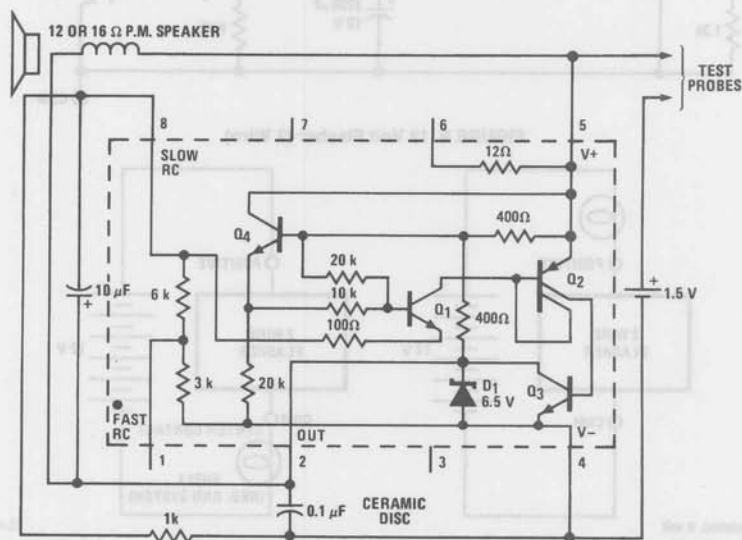 12 OR 16 Ω P.M. SPEAKER
TEST
PROBES
8
7
6
5
SLOW
RC
12Ω
V+
Q4
400Ω
20 k
10 k
100Ω
Q1
Q2
400Ω
+
1.5 V
10 μF
+
6 k
3 k
20 k
D1
6.5 V
Q3
FAST
RC
OUT
V−
1
2
3
4
0.1 μF
CERAMIC
DISC
1k